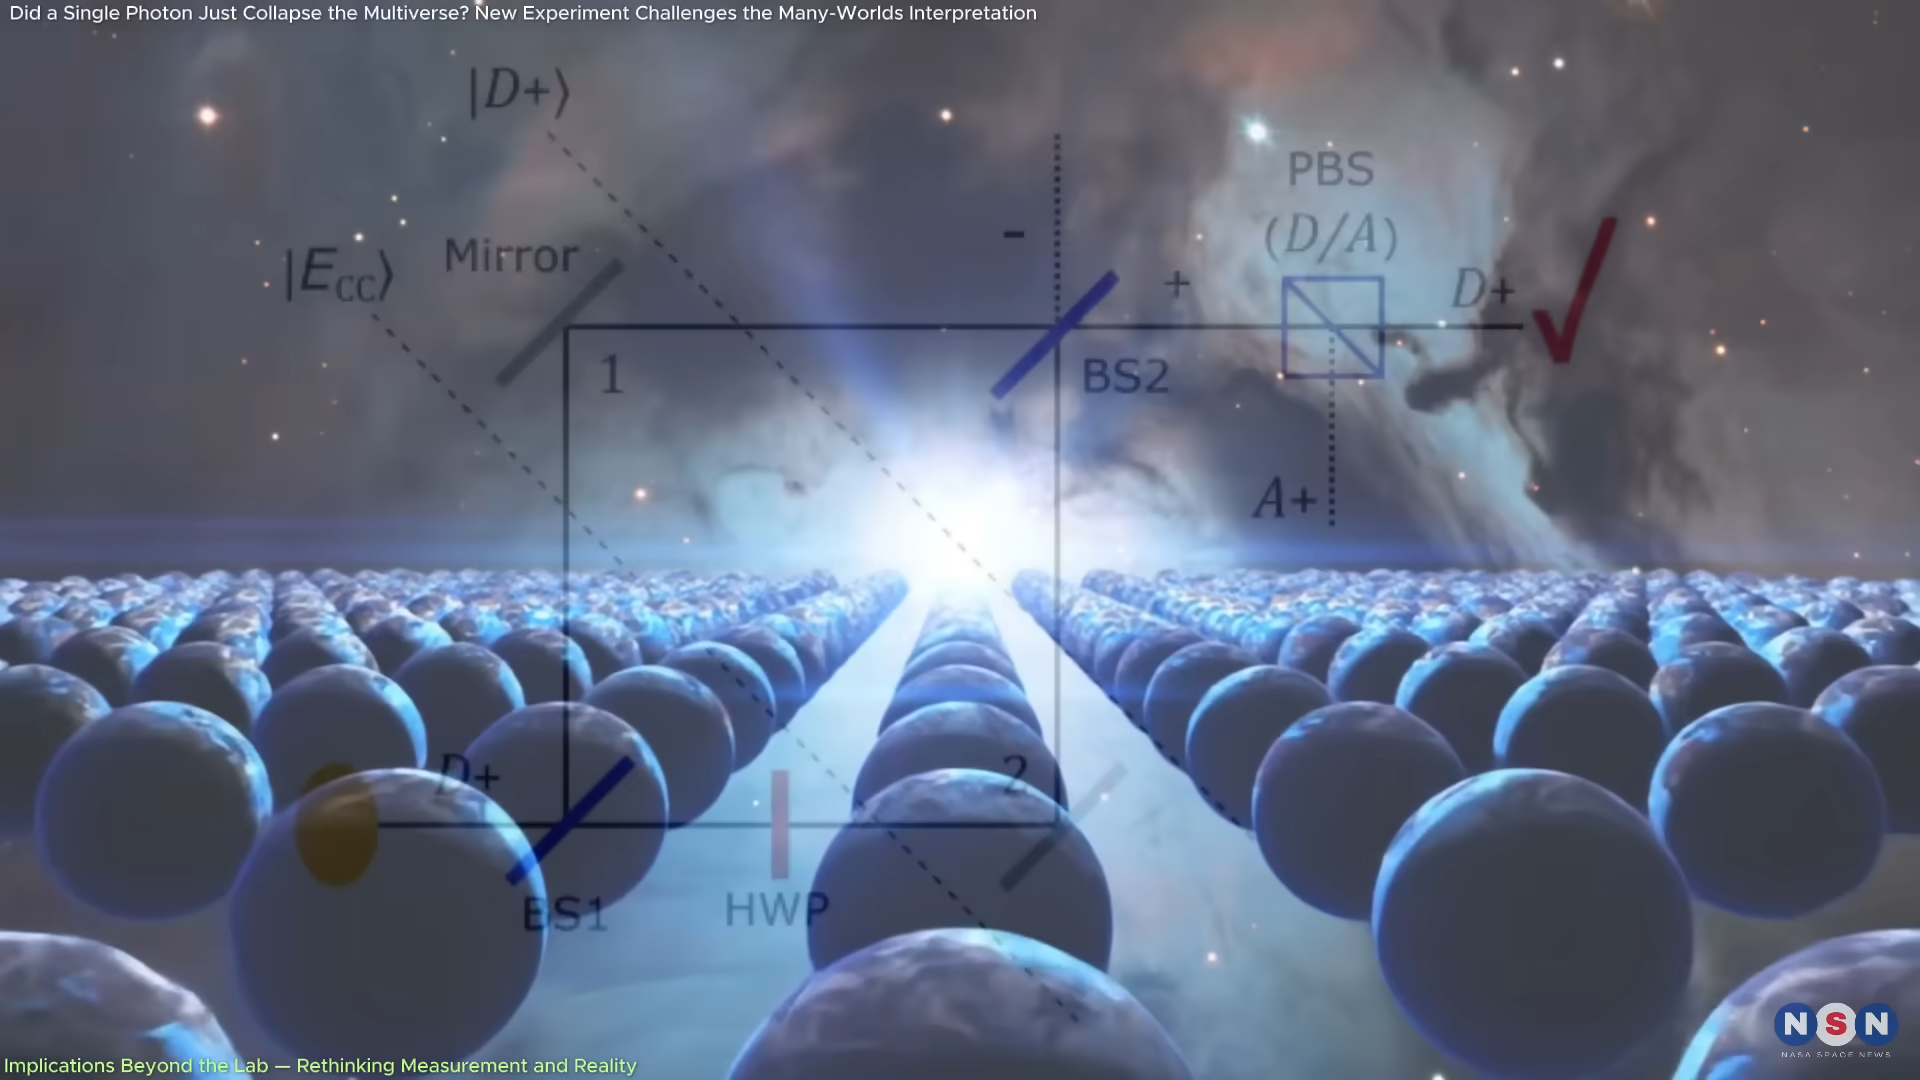 Did a Single Photon Just Collapse the Multiverse? New Experiment Challenges the Many-Worlds Interpretation
|D+⟩
PBS
(D/A)
-
Mirror
|E_CC⟩
+
D+
1
BS2
A+
D+
2
BS1
HWP
NSN
NASA SPACE NEWS
Implications Beyond the Lab — Rethinking Measurement and Reality